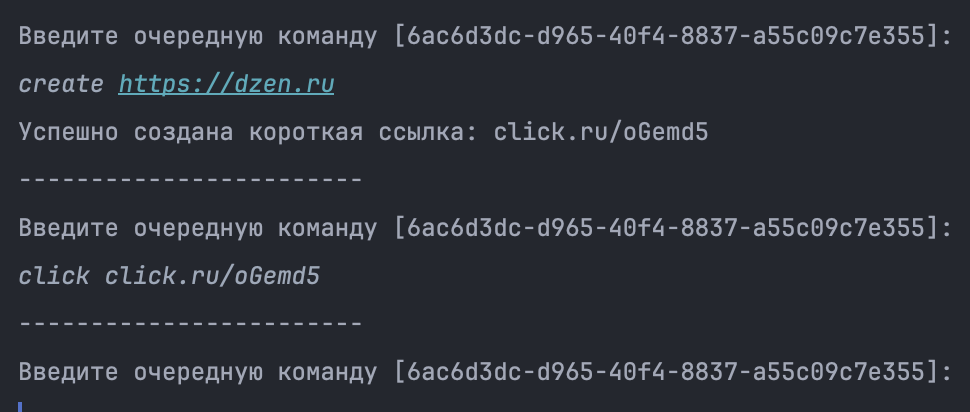 Введите очередную команду [6ac6d3dc-d965-40f4-8837-a55c09c7e355]:
create https://dzen.ru
Успешно создана короткая ссылка: click.ru/oGemd5
------------------------
Введите очередную команду [6ac6d3dc-d965-40f4-8837-a55c09c7e355]:
click click.ru/oGemd5
------------------------
Введите очередную команду [6ac6d3dc-d965-40f4-8837-a55c09c7e355]: